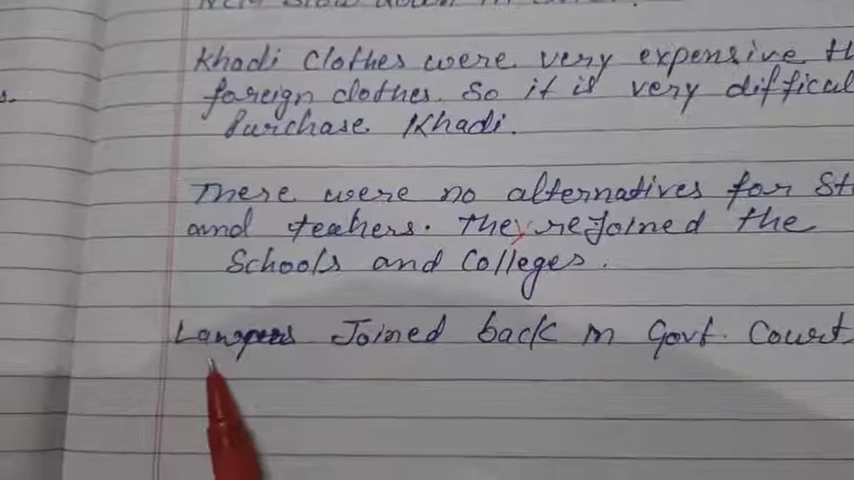 Khadi clothes were very expensive th
foreign clothes. So it is very difficul
Purchase Khadi.
There were no alternatives for St
and teahers. They rejoined the
Schools and Colleges.
Lawyers Joined back in Govt. Court